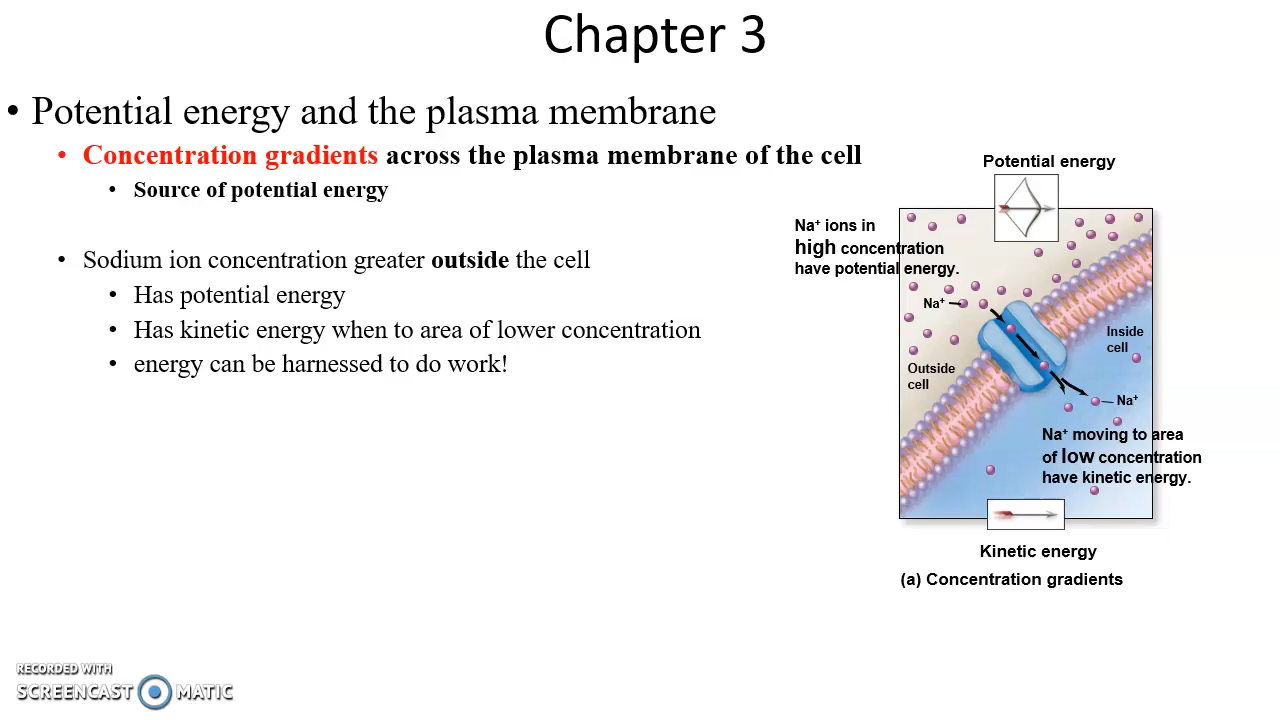 Chapter 3
• Potential energy and the plasma membrane
• Concentration gradients across the plasma membrane of the cell
• Source of potential energy
• Sodium ion concentration greater outside the cell
• Has potential energy
• Has kinetic energy when to area of lower concentration
• energy can be harnessed to do work!
Potential energy
Na⁺ ions in
high concentration
have potential energy.
Na⁺
Outside
cell
Inside
cell
Na⁺
Na⁺ moving to area
of low concentration
have kinetic energy.
Kinetic energy
(a) Concentration gradients
RECORDED WITH
SCREENCAST MATIC